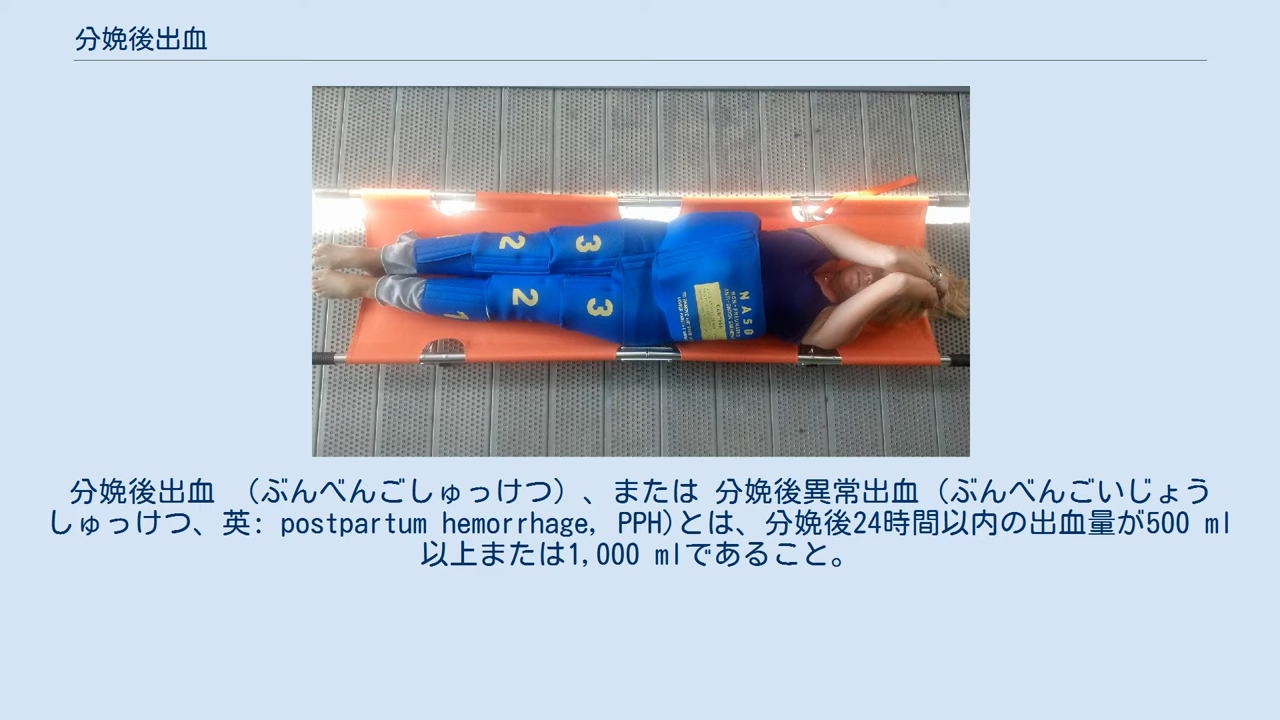 分娩後出血
2 3
2 3
1
NASG
分娩後出血 （ぶんべんごしゅっけつ）、または 分娩後異常出血（ぶんべんごいじょう
しゅっけつ、英: postpartum hemorrhage, PPH)とは、分娩後24時間以内の出血量が500 ml
以上または1,000 mlであること。